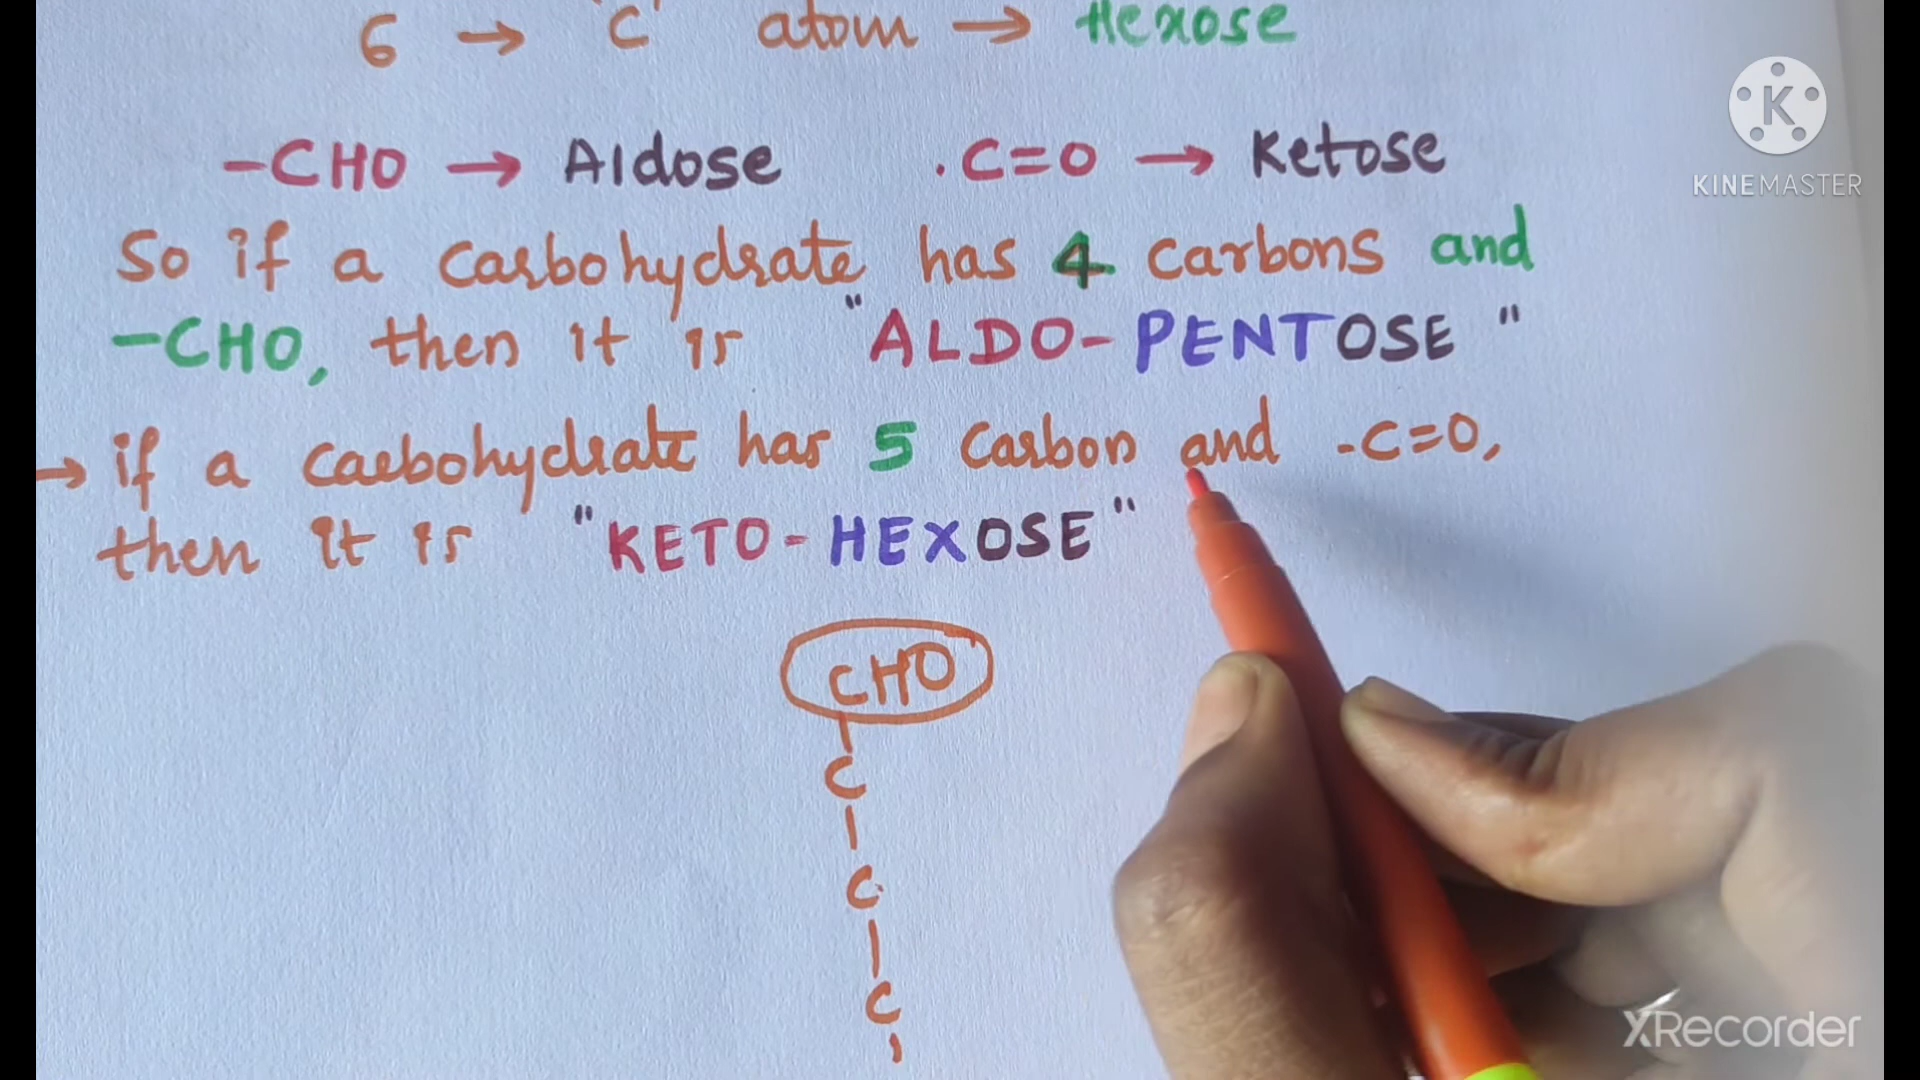 6 → 'C' atom → Hexose
-CHO → Aldose .C=O → Ketose
K
KINEMASTER
So if a carbohydrate has 4 carbons and
-CHO, then it is "ALDO-PENTOSE"
→ if a carbohydrate has 5 carbon and -C=O,
then it is "KETO-HEXOSE"
CHO
C
C
C
XRecorder